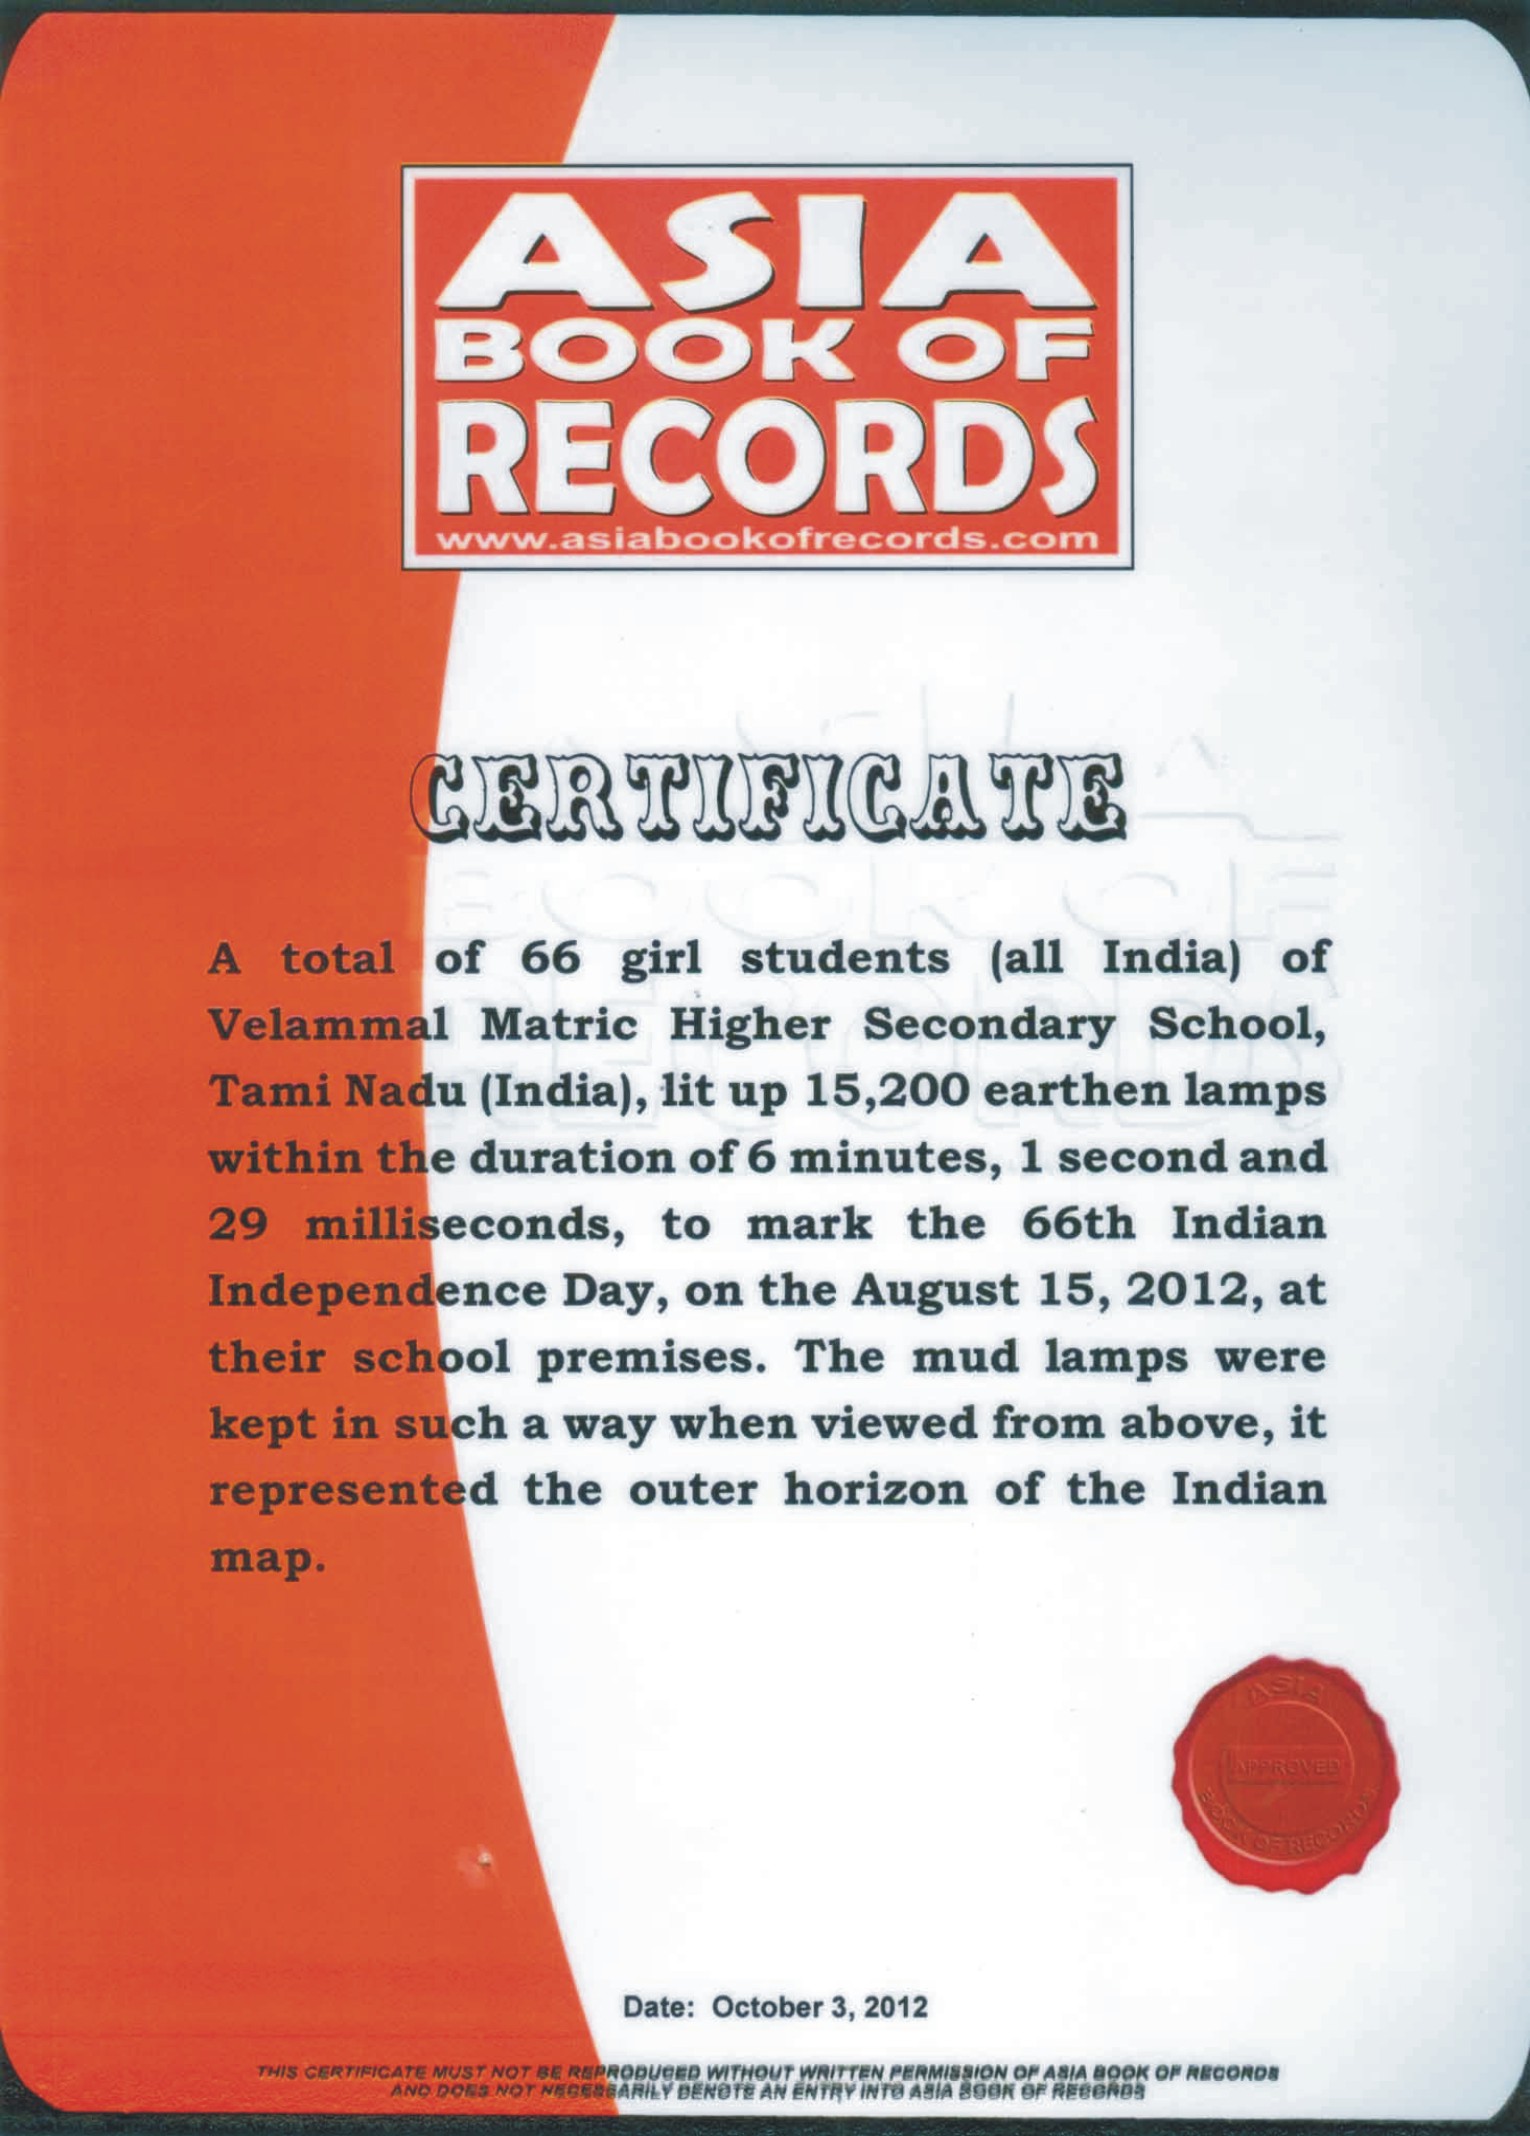 ASIA
BOOK OF
RECORDS
www.asiabookofrecords.com
CERTIFICATE
A total of 66 girl students (all India) of
Velammal Matric Higher Secondary School,
Tami Nadu (India), lit up 15,200 earthen lamps
within the duration of 6 minutes, 1 second and
29 milliseconds, to mark the 66th Indian
Independence Day, on the August 15, 2012, at
their school premises. The mud lamps were
kept in such a way when viewed from above, it
represented the outer horizon of the Indian
map.
ASIA
APPROVED
BOOK OF RECORDS
Date: October 3, 2012
THIS CERTIFICATE MUST NOT BE REPRODUCED WITHOUT WRITTEN PERMISSION OF ASIA BOOK OF RECORDS
AND DOES NOT NECESSARILY DENOTE AN ENTRY INTO ASIA BOOK OF RECORDS